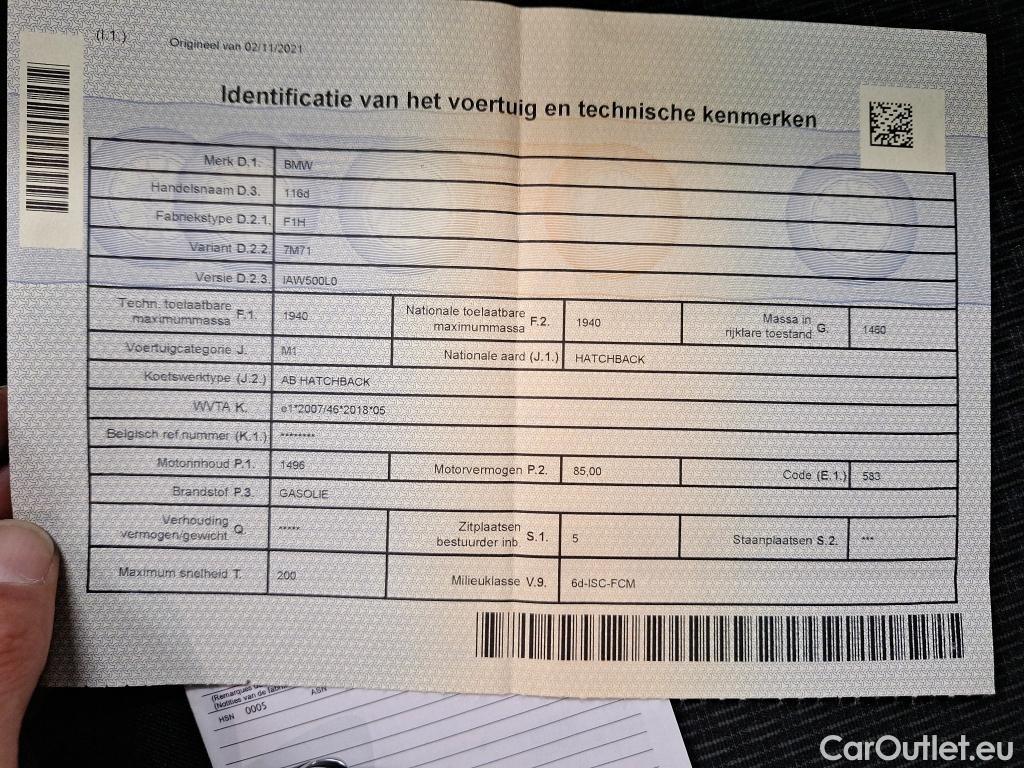 (I.1.)
Origineel van 02/11/2021
Identificatie van het voertuig en technische kenmerken
Merk D.1. BMW
Handelsnaam D.3. 116d
Fabriekstype D.2.1. F1H
Variant D.2.2. 7M71
Versie D.2.3. IAW500L0
Techn. toelaatbare maximummassa F.1. 1940 Nationale toelaatbare maximummassa F.2. 1940 Massa in rijklare toestand G. 1460
Voertuigcategorie J. M1 Nationale aard (J.1.) HATCHBACK
Koetswerktype (J.2.) AB HATCHBACK
WVTA K. e1*2007/46*2018*05
Belgisch ref.nummer (K.1.) ********
Motorinhoud P.1. 1496 Motorvermogen P.2. 85,00 Code (E.1.) 583
Brandstof P.3. GASOLIE
Verhouding vermogen/gewicht Q. ***** Zitplaatsen bestuurder inb. S.1. 5 Staanplaatsen S.2. ***
Maximum snelheid T. 200 Milieuklasse V.9. 6d-ISC-FCM
(Remarques
(Notities van de
HSN 0005 ASN
CarOutlet.eu